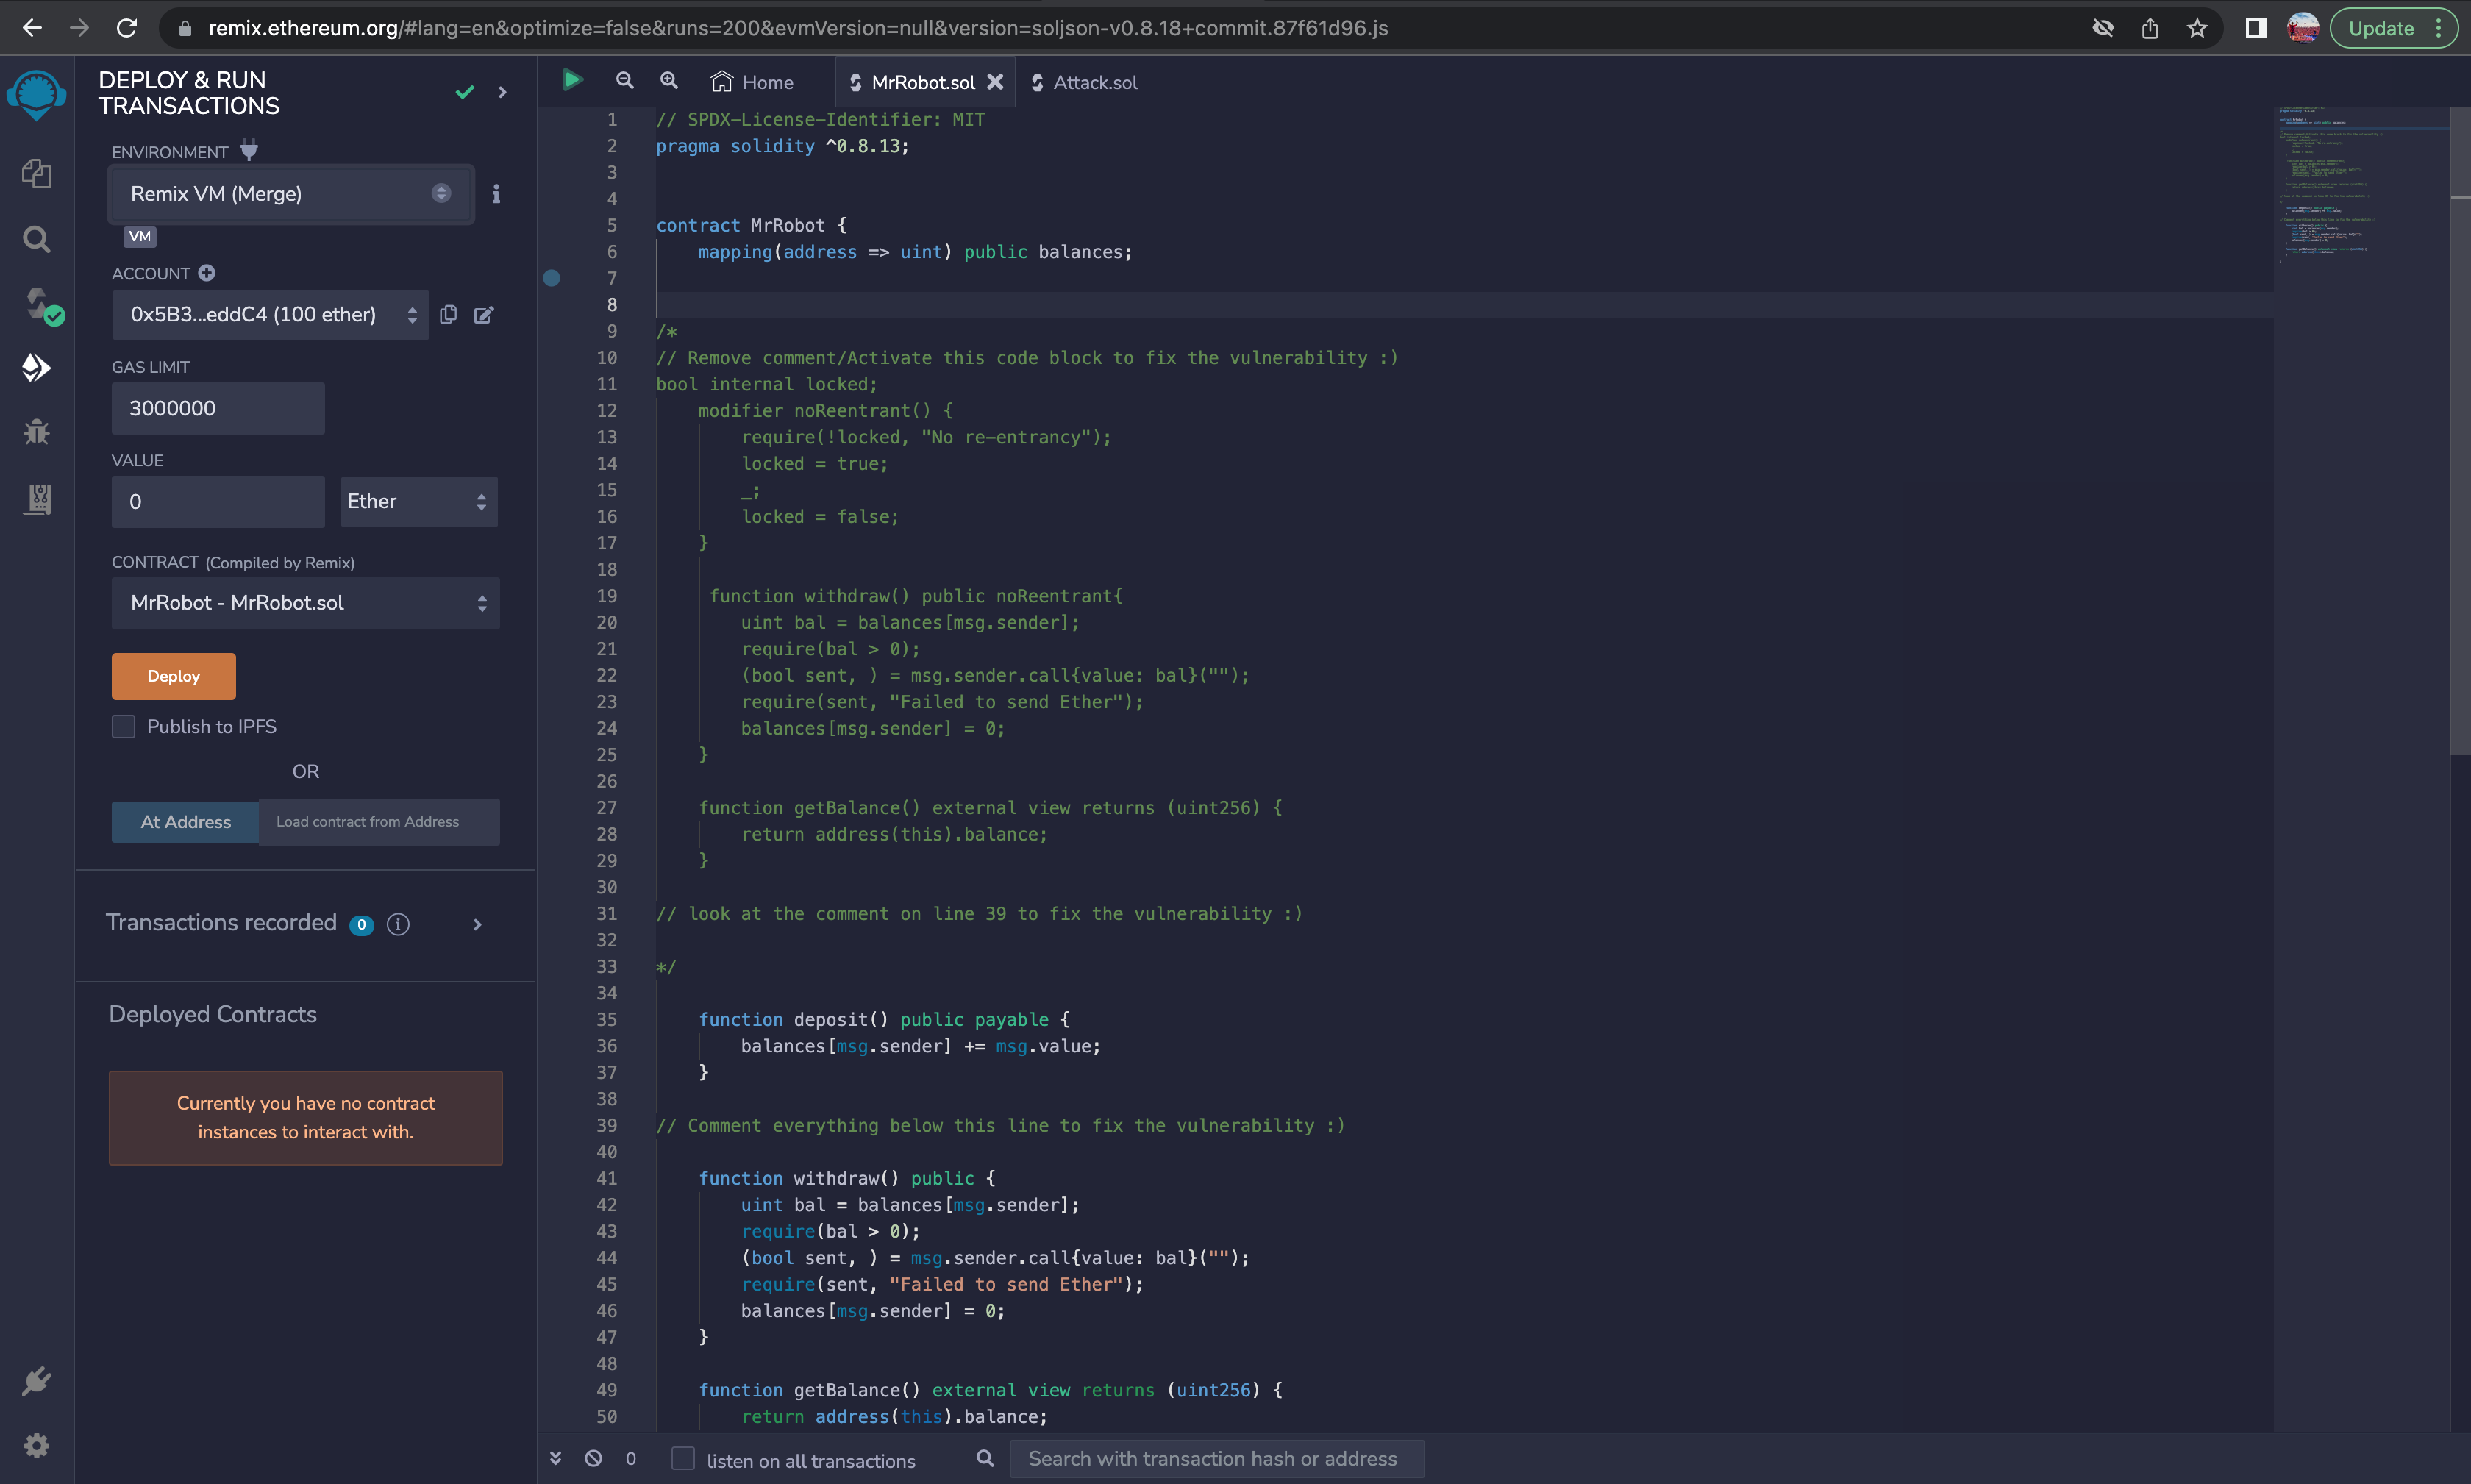 remix.ethereum.org/#lang=en&optimize=false&runs=200&evmVersion=null&version=soljson-v0.8.18+commit.87f61d96.js
Update
DEPLOY & RUN
TRANSACTIONS
ENVIRONMENT
Remix VM (Merge)
VM
ACCOUNT
0x5B3...eddC4 (100 ether)
GAS LIMIT
3000000
VALUE
0
Ether
CONTRACT (Compiled by Remix)
MrRobot - MrRobot.sol
Deploy
Publish to IPFS
OR
At Address
Load contract from Address
Transactions recorded 0 i
Deployed Contracts
Currently you have no contract
instances to interact with.
Home
MrRobot.sol
Attack.sol
1 // SPDX-License-Identifier: MIT
2 pragma solidity ^0.8.13;
3
4
5 contract MrRobot {
6 mapping(address => uint) public balances;
7
8
9 /*
10 // Remove comment/Activate this code block to fix the vulnerability :)
11 bool internal locked;
12 modifier noReentrant() {
13 require(!locked, "No re-entrancy");
14 locked = true;
15 _;
16 locked = false;
17 }
18
19 function withdraw() public noReentrant{
20 uint bal = balances[msg.sender];
21 require(bal > 0);
22 (bool sent, ) = msg.sender.call{value: bal}("");
23 require(sent, "Failed to send Ether");
24 balances[msg.sender] = 0;
25 }
26
27 function getBalance() external view returns (uint256) {
28 return address(this).balance;
29 }
30
31 // look at the comment on line 39 to fix the vulnerability :)
32
33 */
34
35 function deposit() public payable {
36 balances[msg.sender] += msg.value;
37 }
38
39 // Comment everything below this line to fix the vulnerability :)
40
41 function withdraw() public {
42 uint bal = balances[msg.sender];
43 require(bal > 0);
44 (bool sent, ) = msg.sender.call{value: bal}("");
45 require(sent, "Failed to send Ether");
46 balances[msg.sender] = 0;
47 }
48
49 function getBalance() external view returns (uint256) {
50 return address(this).balance;
0
listen on all transactions
Search with transaction hash or address